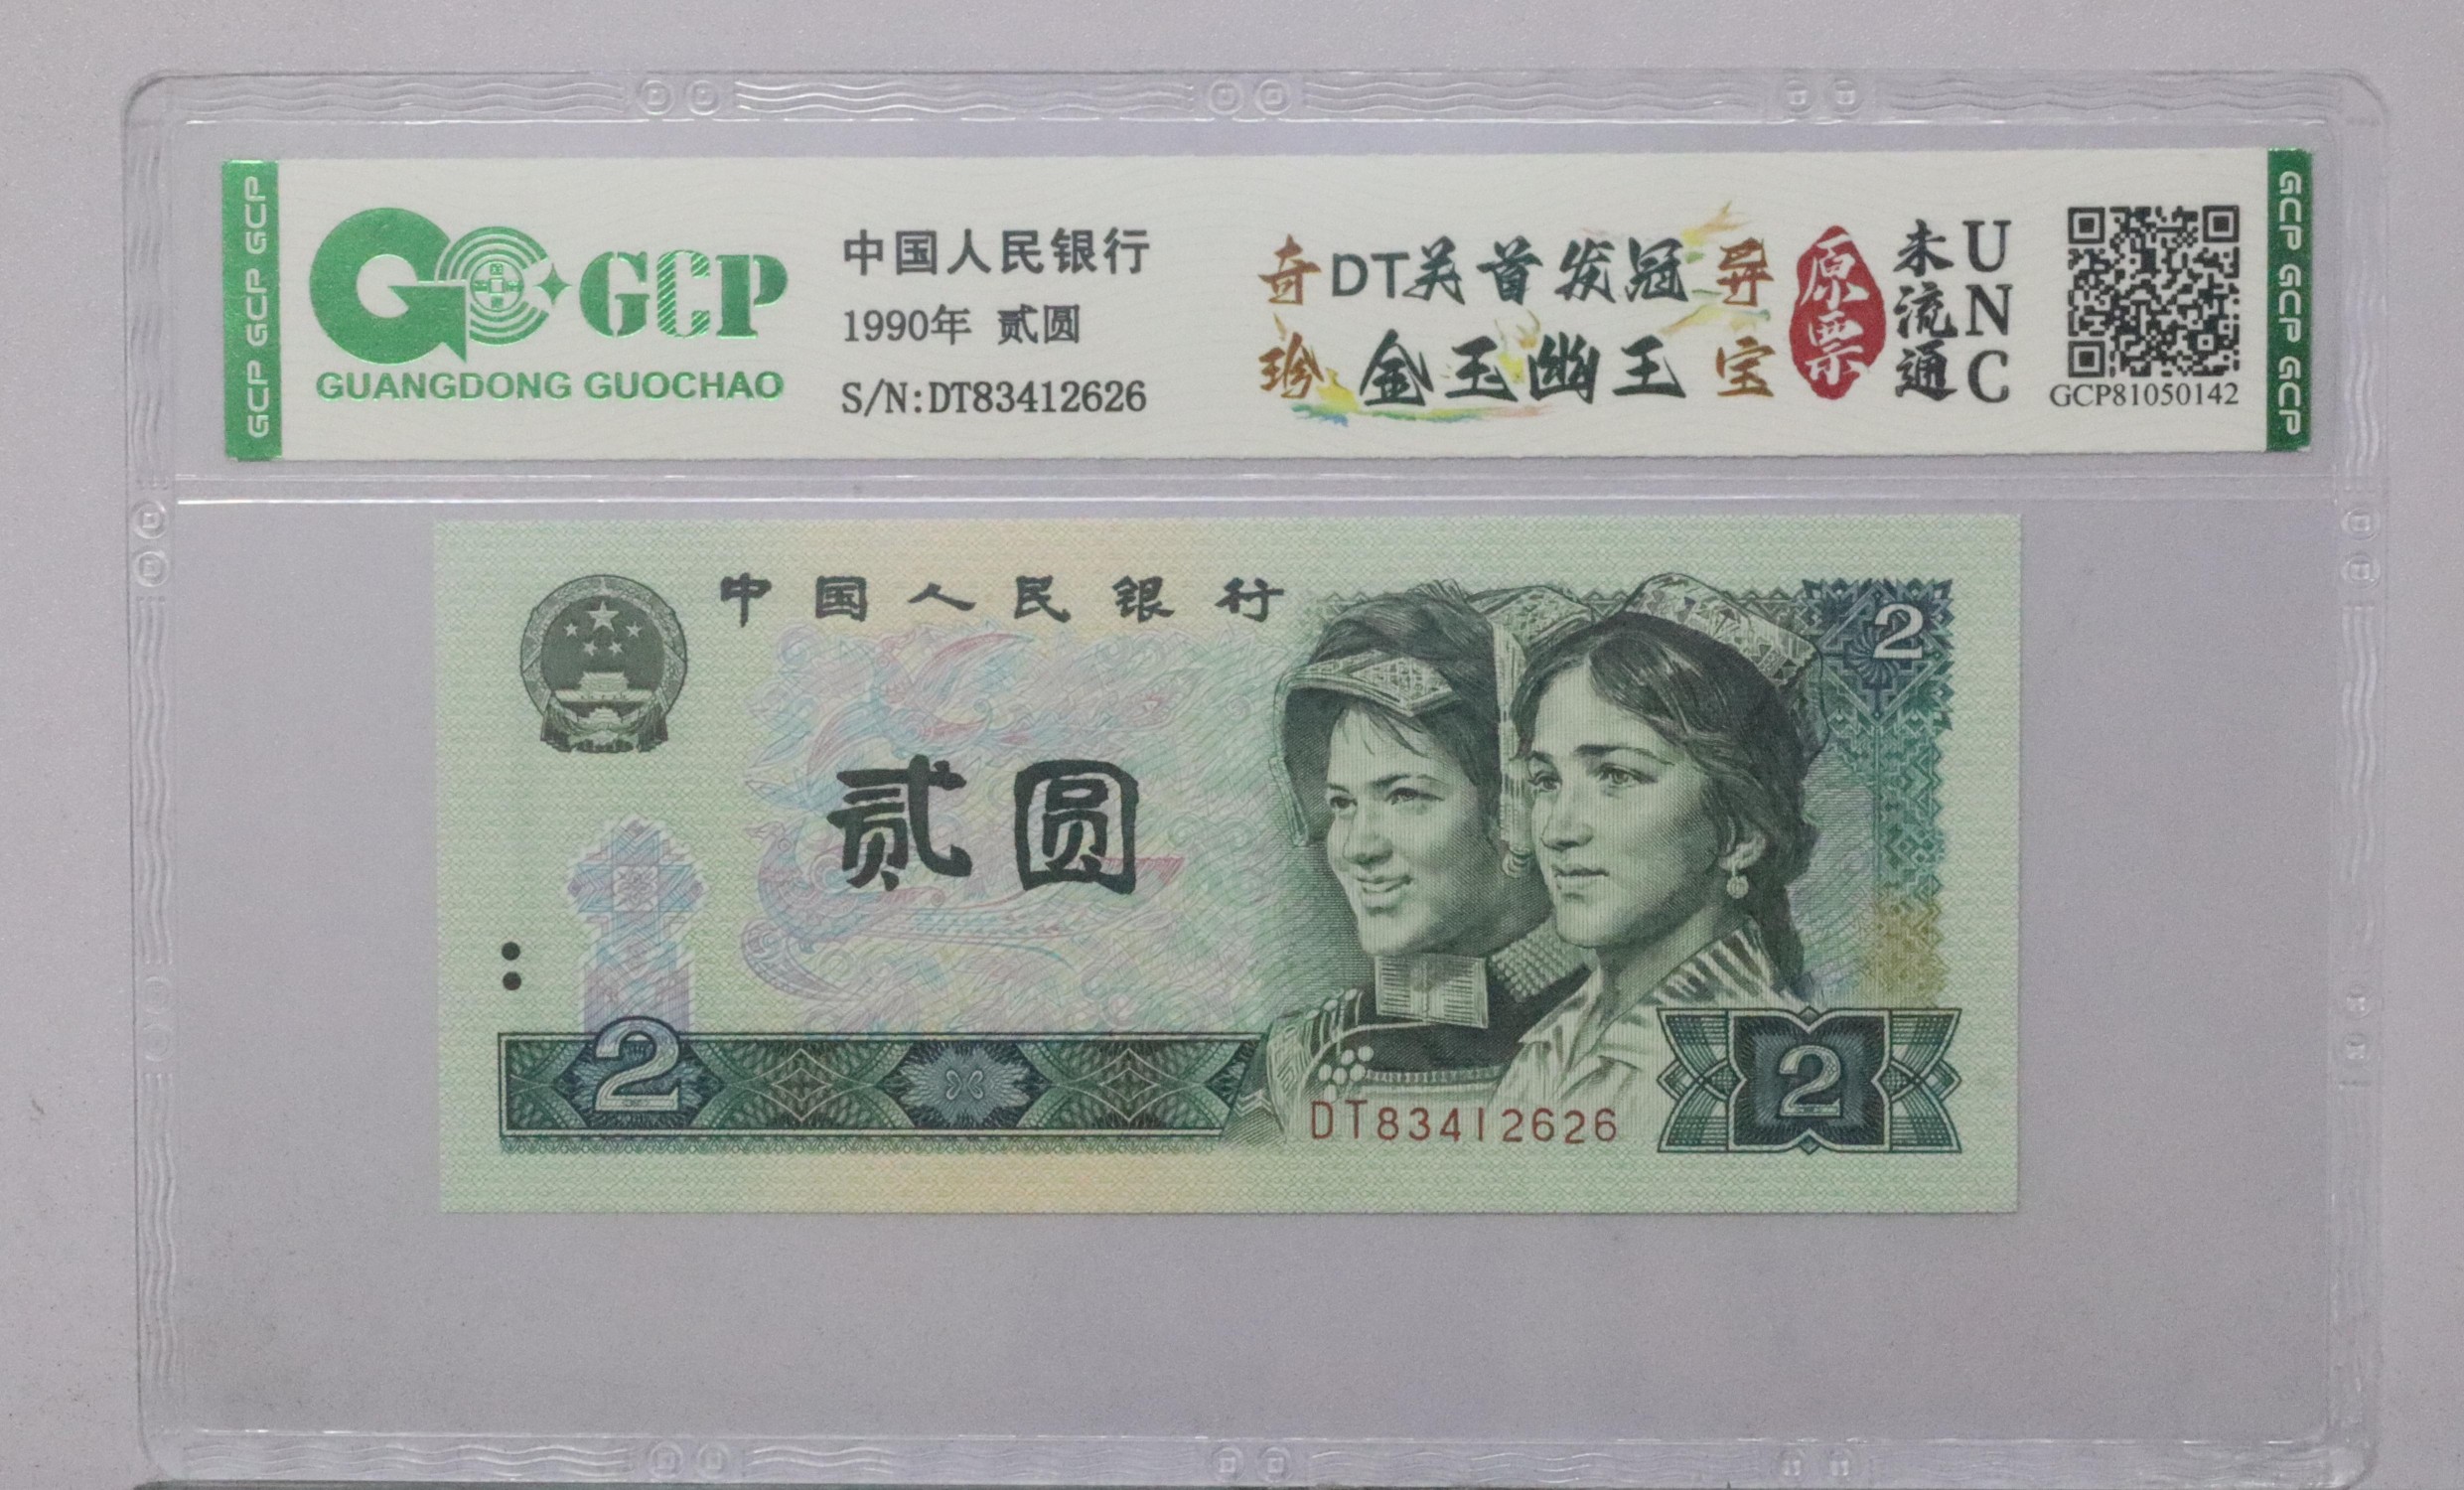 GCP GCP GCP
GCP
GUANGDONG GUOCHAO
中国人民银行
1990年 贰圆
S/N:DT83412626
奇 DT关首发冠 异
珍 金玉幽王 宝
原票
未流通
UNC
GCP81050142
GCP GCP GCP
中国人民银行
2
贰圆
2
DT83412626
2